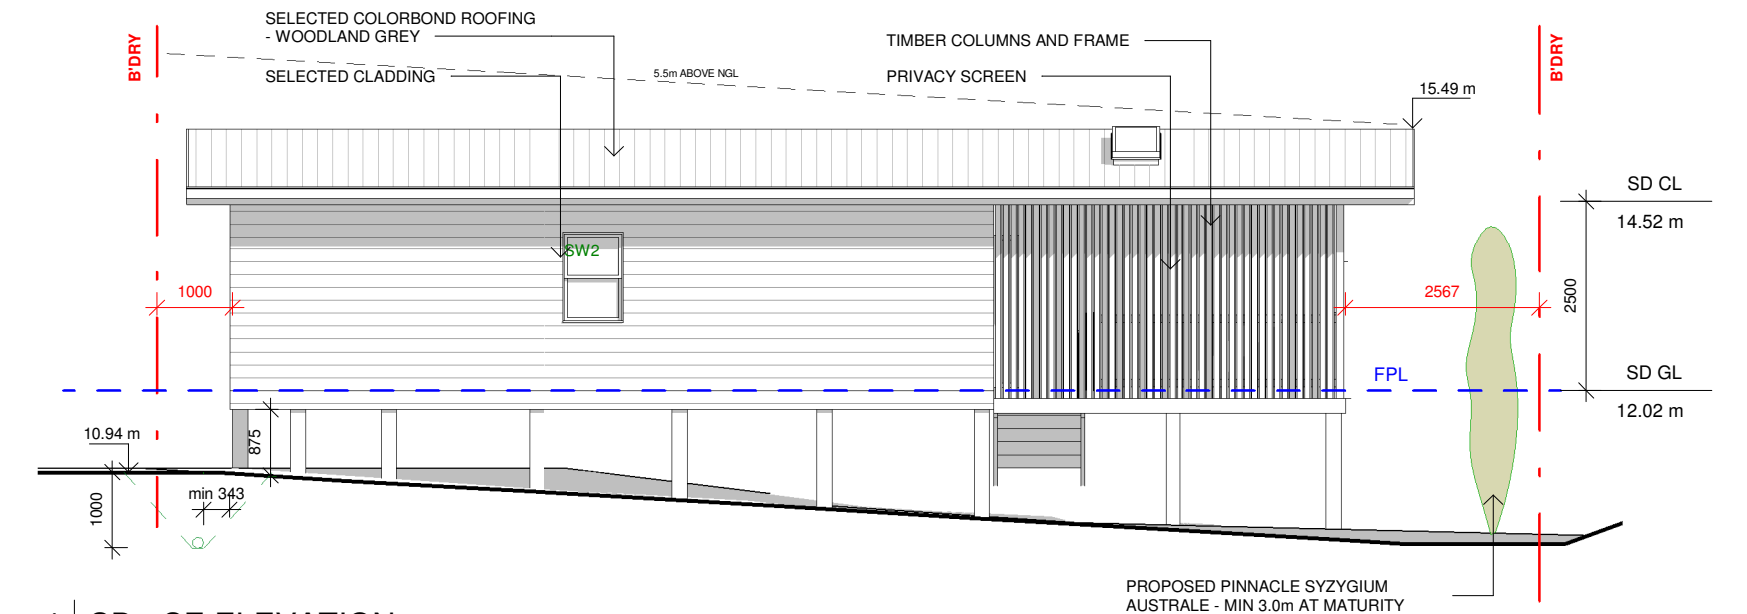 SELECTED COLORBOND ROOFING
- WOODLAND GREY
SELECTED CLADDING
B'DRY
5.5m ABOVE NGL
TIMBER COLUMNS AND FRAME
PRIVACY SCREEN
B'DRY
15.49 m
SD CL
14.52 m
SW2
1000
2567
2500
FPL
SD GL
12.02 m
10.94 m
875
min 343
1000
PROPOSED PINNACLE SYZYGIUM
AUSTRALE - MIN 3.0m AT MATURITY